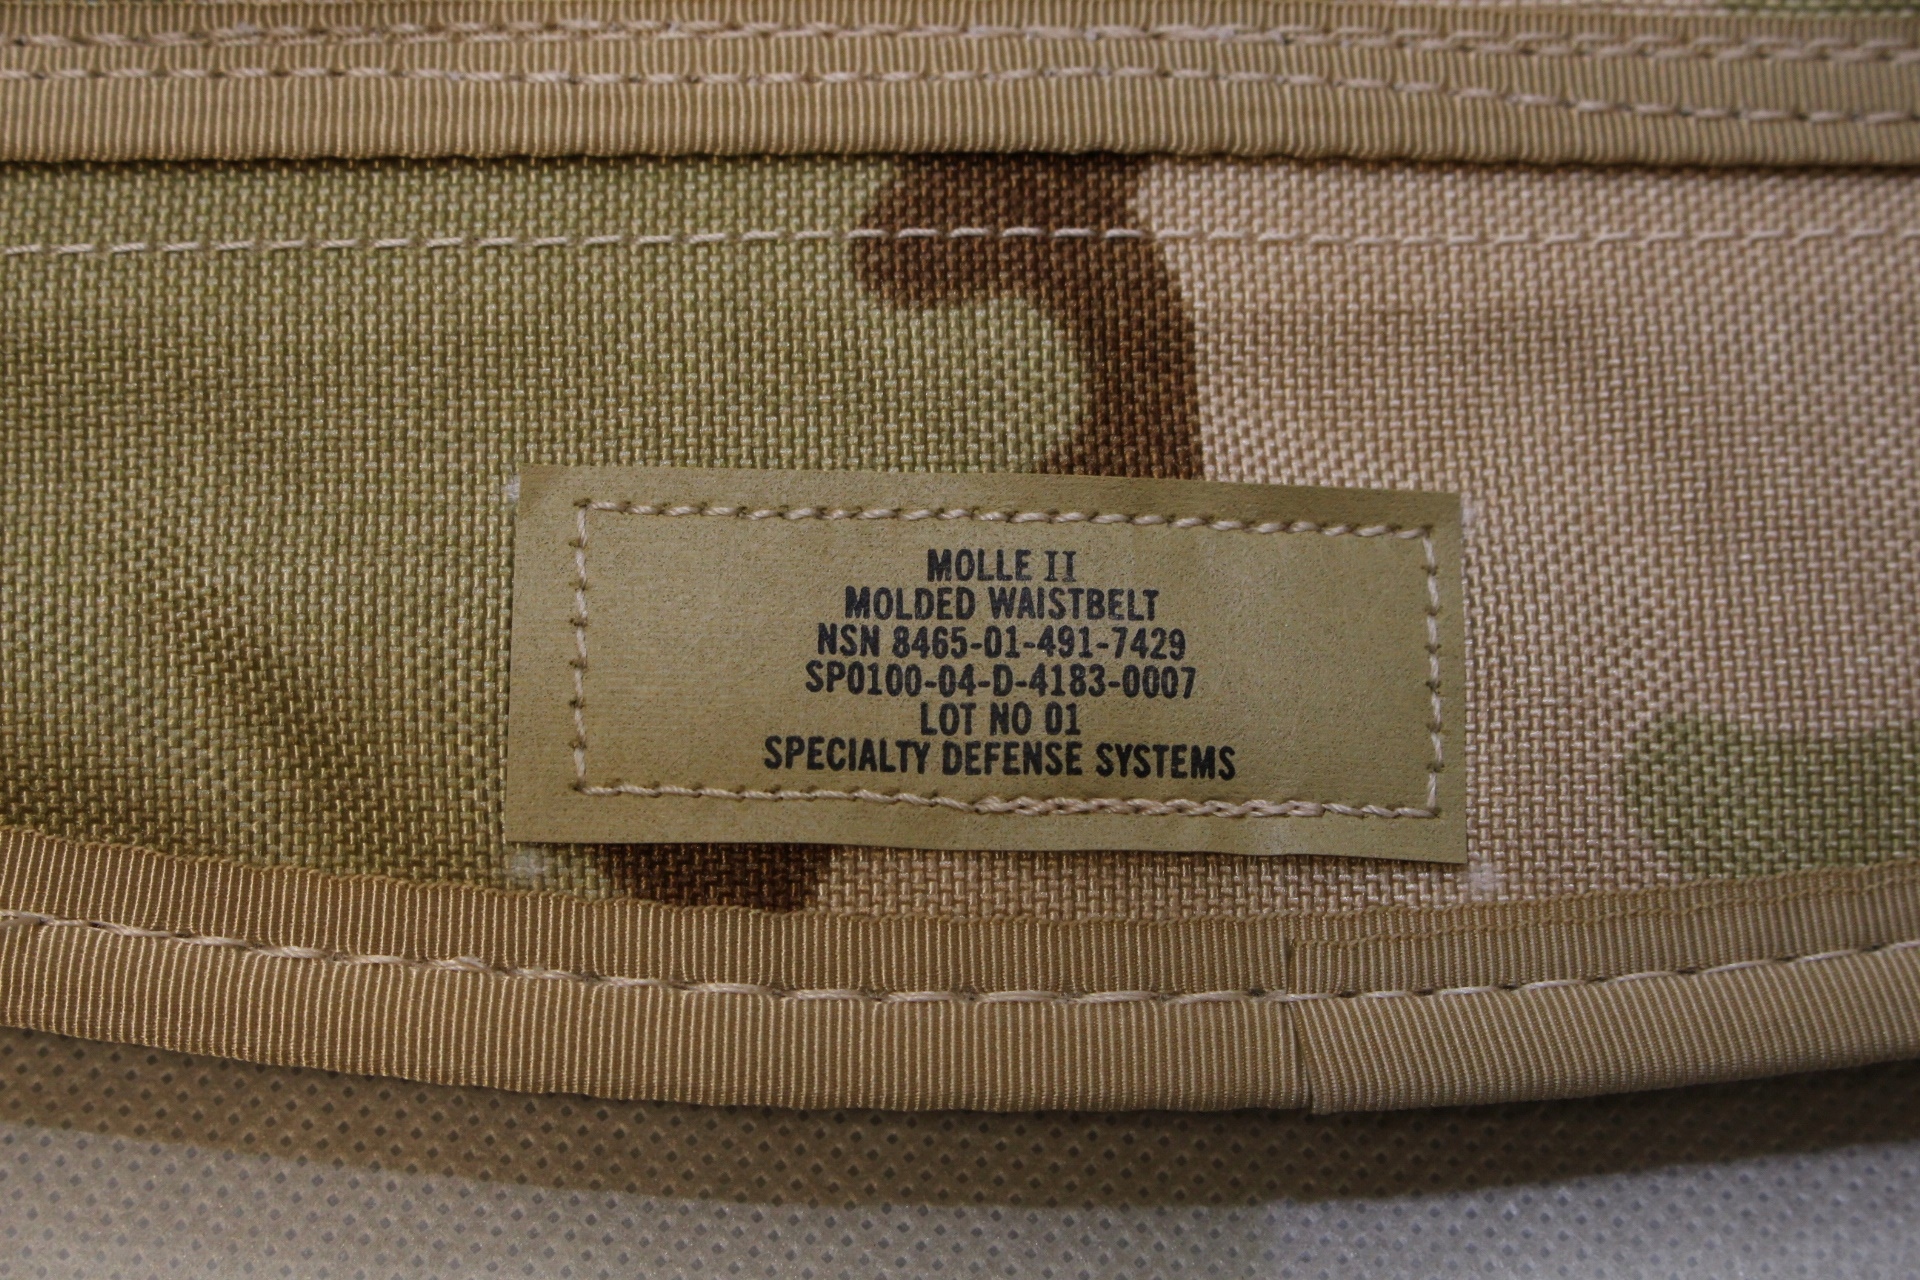 MOLLE II
MOLDED WAISTBELT
NSN 8465-01-491-7429
SP0100-04-D-4183-0007
LOT NO 01
SPECIALTY DEFENSE SYSTEMS